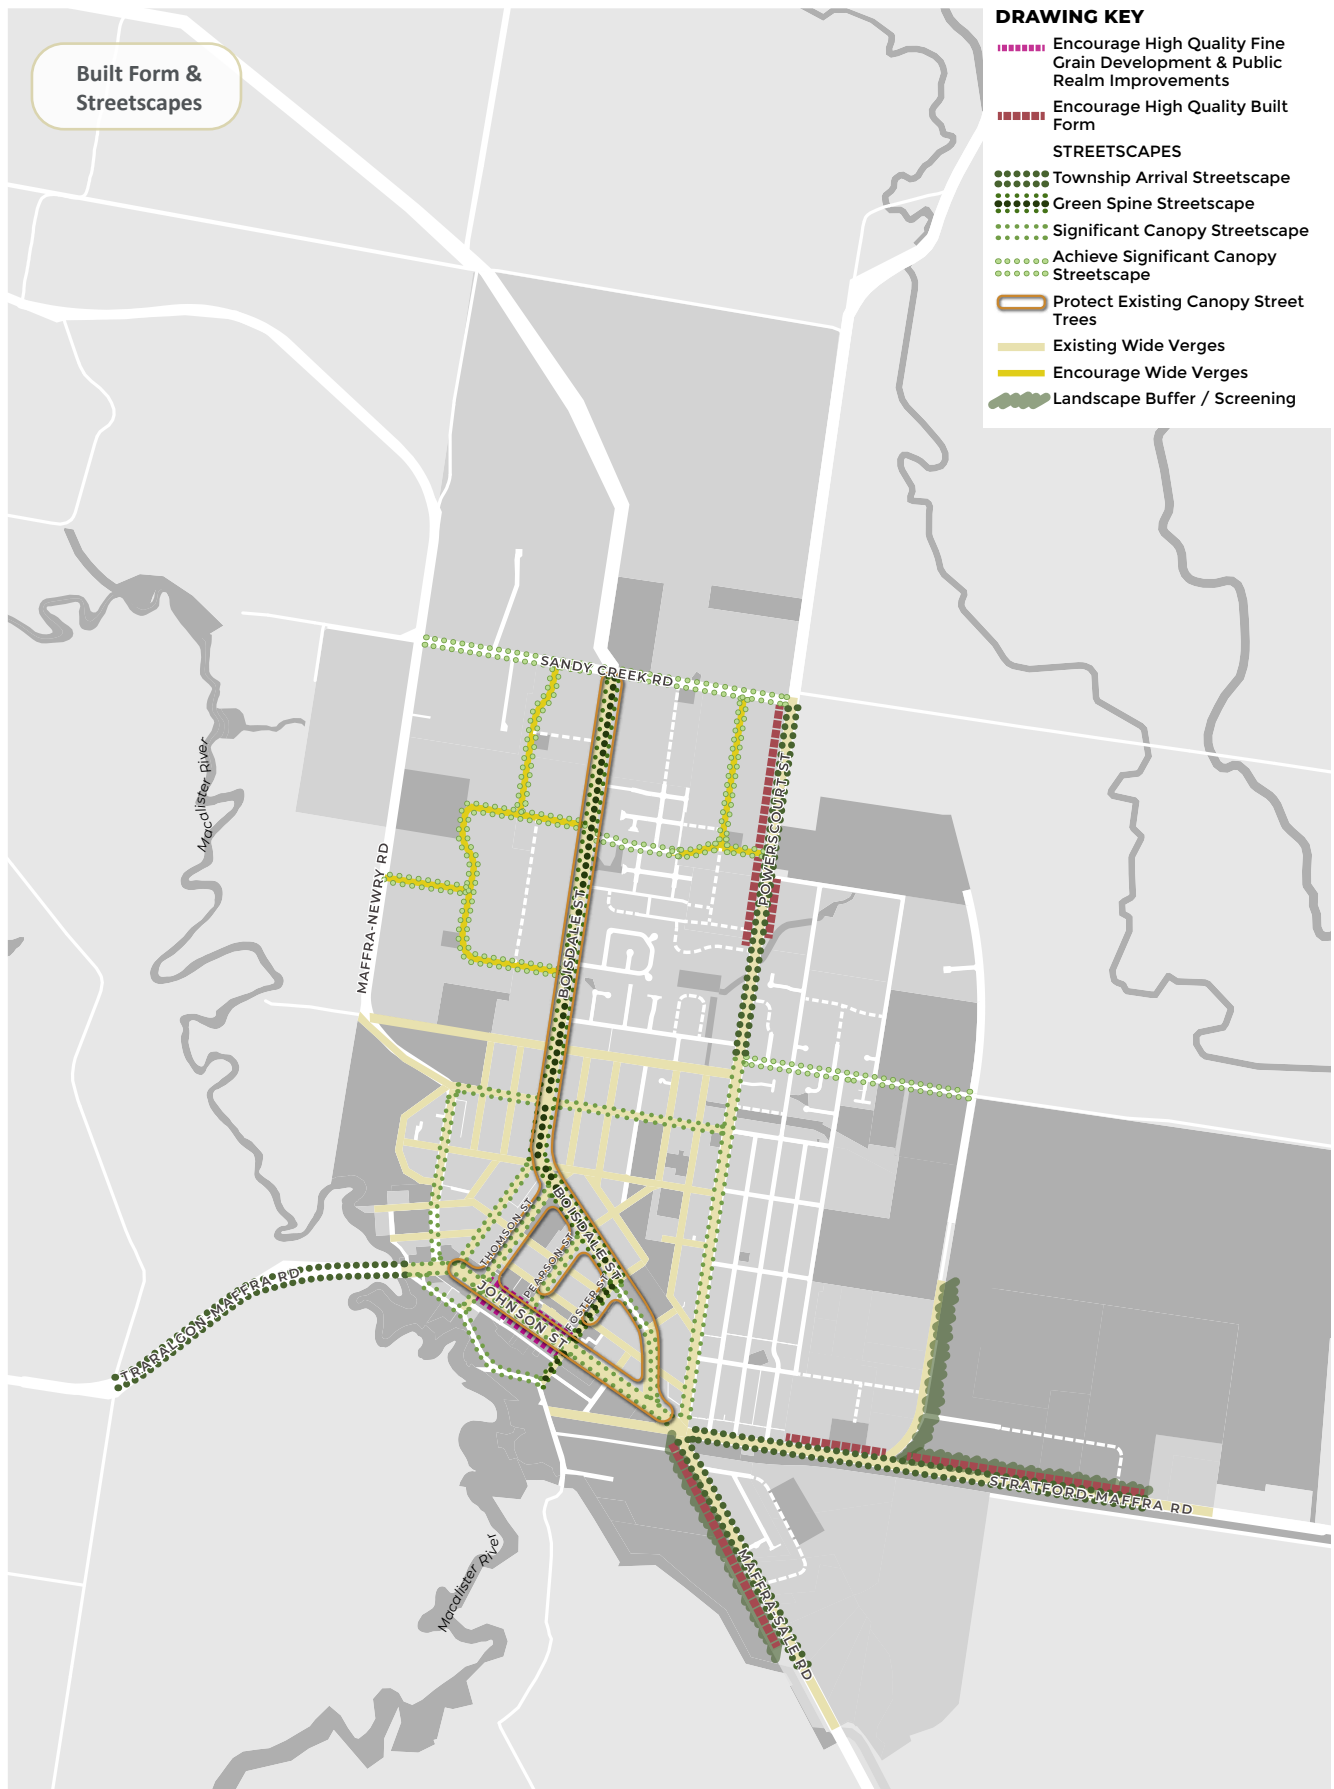 Built Form &
Streetscapes
DRAWING KEY
Encourage High Quality Fine
Grain Development & Public
Realm Improvements
Encourage High Quality Built
Form
STREETSCAPES
Township Arrival Streetscape
Green Spine Streetscape
Significant Canopy Streetscape
Achieve Significant Canopy
Streetscape
Protect Existing Canopy Street
Trees
Existing Wide Verges
Encourage Wide Verges
Landscape Buffer / Screening
SANDY CREEK RD
Macalister River
POWERSCOURT ST
MAFFRA-NEWRY RD
BOISDALE ST
THOMSON ST
BOISDALE ST
PEARSON ST
FOSTER ST
JOHNSON ST
TRARALGON-MAFFRA RD
STRATFORD-MAFFRA RD
Macalister River
MAFFRA-SALE RD